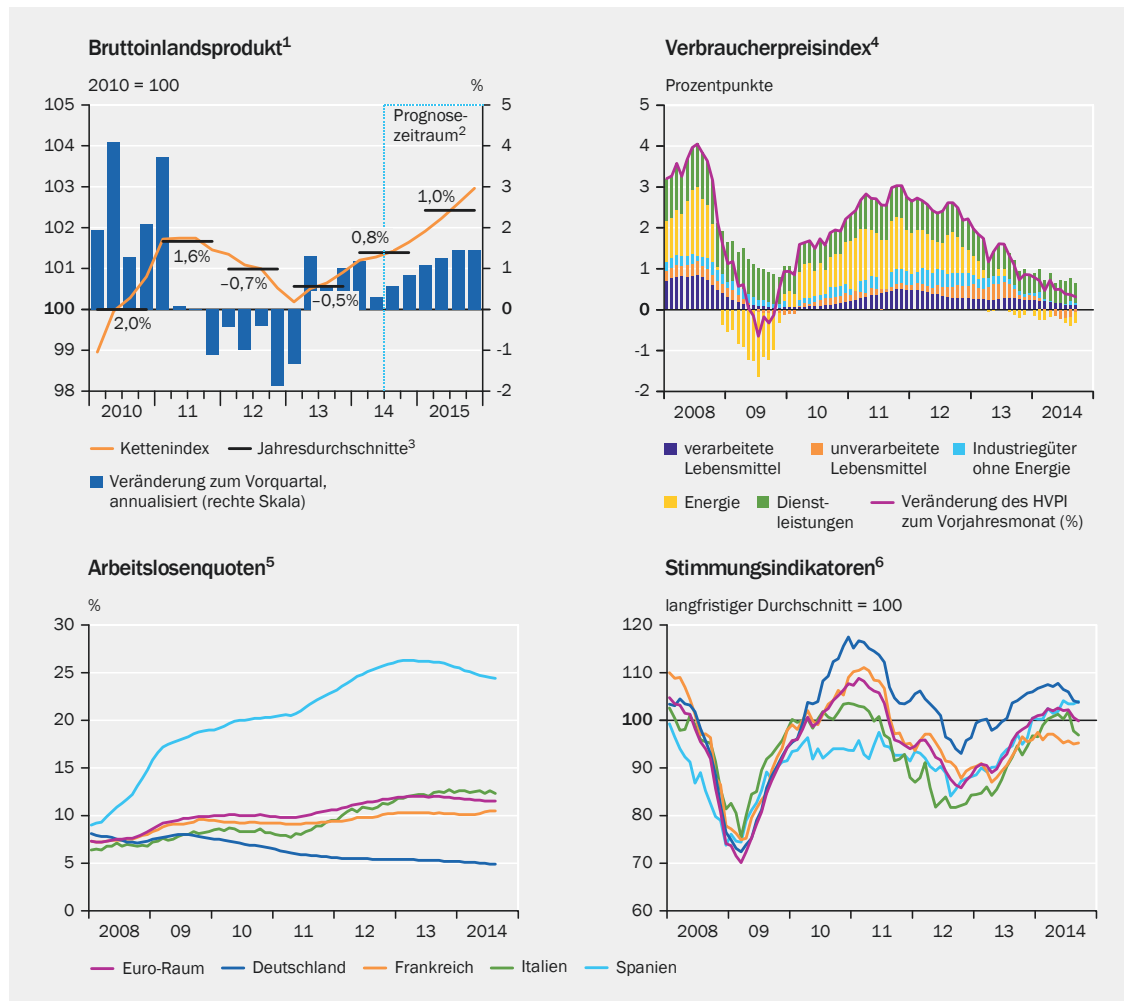 Bruttoinlandsprodukt1
2010 = 100
%
105
104
103
102
101
100
99
98
5
4
3
2
1
0
-1
-2
Prognose-
zeitraum2
2,0%
1,6%
–0,7%
–0,5%
0,8%
1,0%
2010 11 12 13 14 2015
Kettenindex Jahresdurchschnitte3
Veränderung zum Vorquartal,
annualisiert (rechte Skala)
Verbraucherpreisindex4
Prozentpunkte
5
4
3
2
1
0
-1
-2
2008 09 10 11 12 13 2014
verarbeitete
Lebensmittel
unverarbeitete
Lebensmittel
Industriegüter
ohne Energie
Energie
Dienst-
leistungen
Veränderung des HVPI
zum Vorjahresmonat (%)
Arbeitslosenquoten5
%
30
25
20
15
10
5
0
2008 09 10 11 12 13 2014
Stimmungsindikatoren6
langfristiger Durchschnitt = 100
120
110
100
90
80
70
60
2008 09 10 11 12 13 2014
Euro-Raum Deutschland Frankreich Italien Spanien